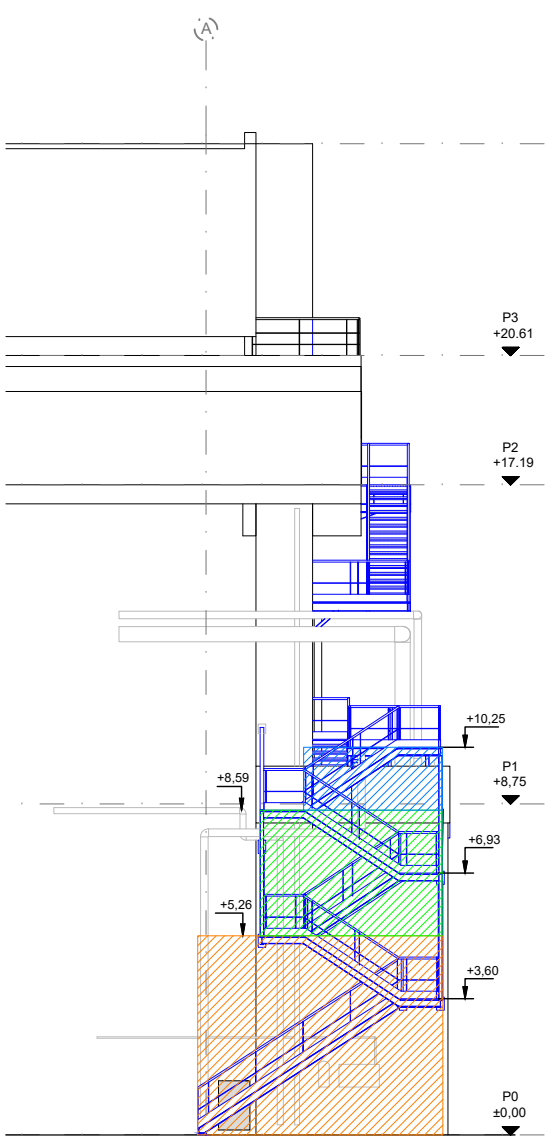 A
P3
+20.61
P2
+17.19
+10,25
P1
+8,75
+8,59
+6,93
+5,26
+3,60
P0
±0,00